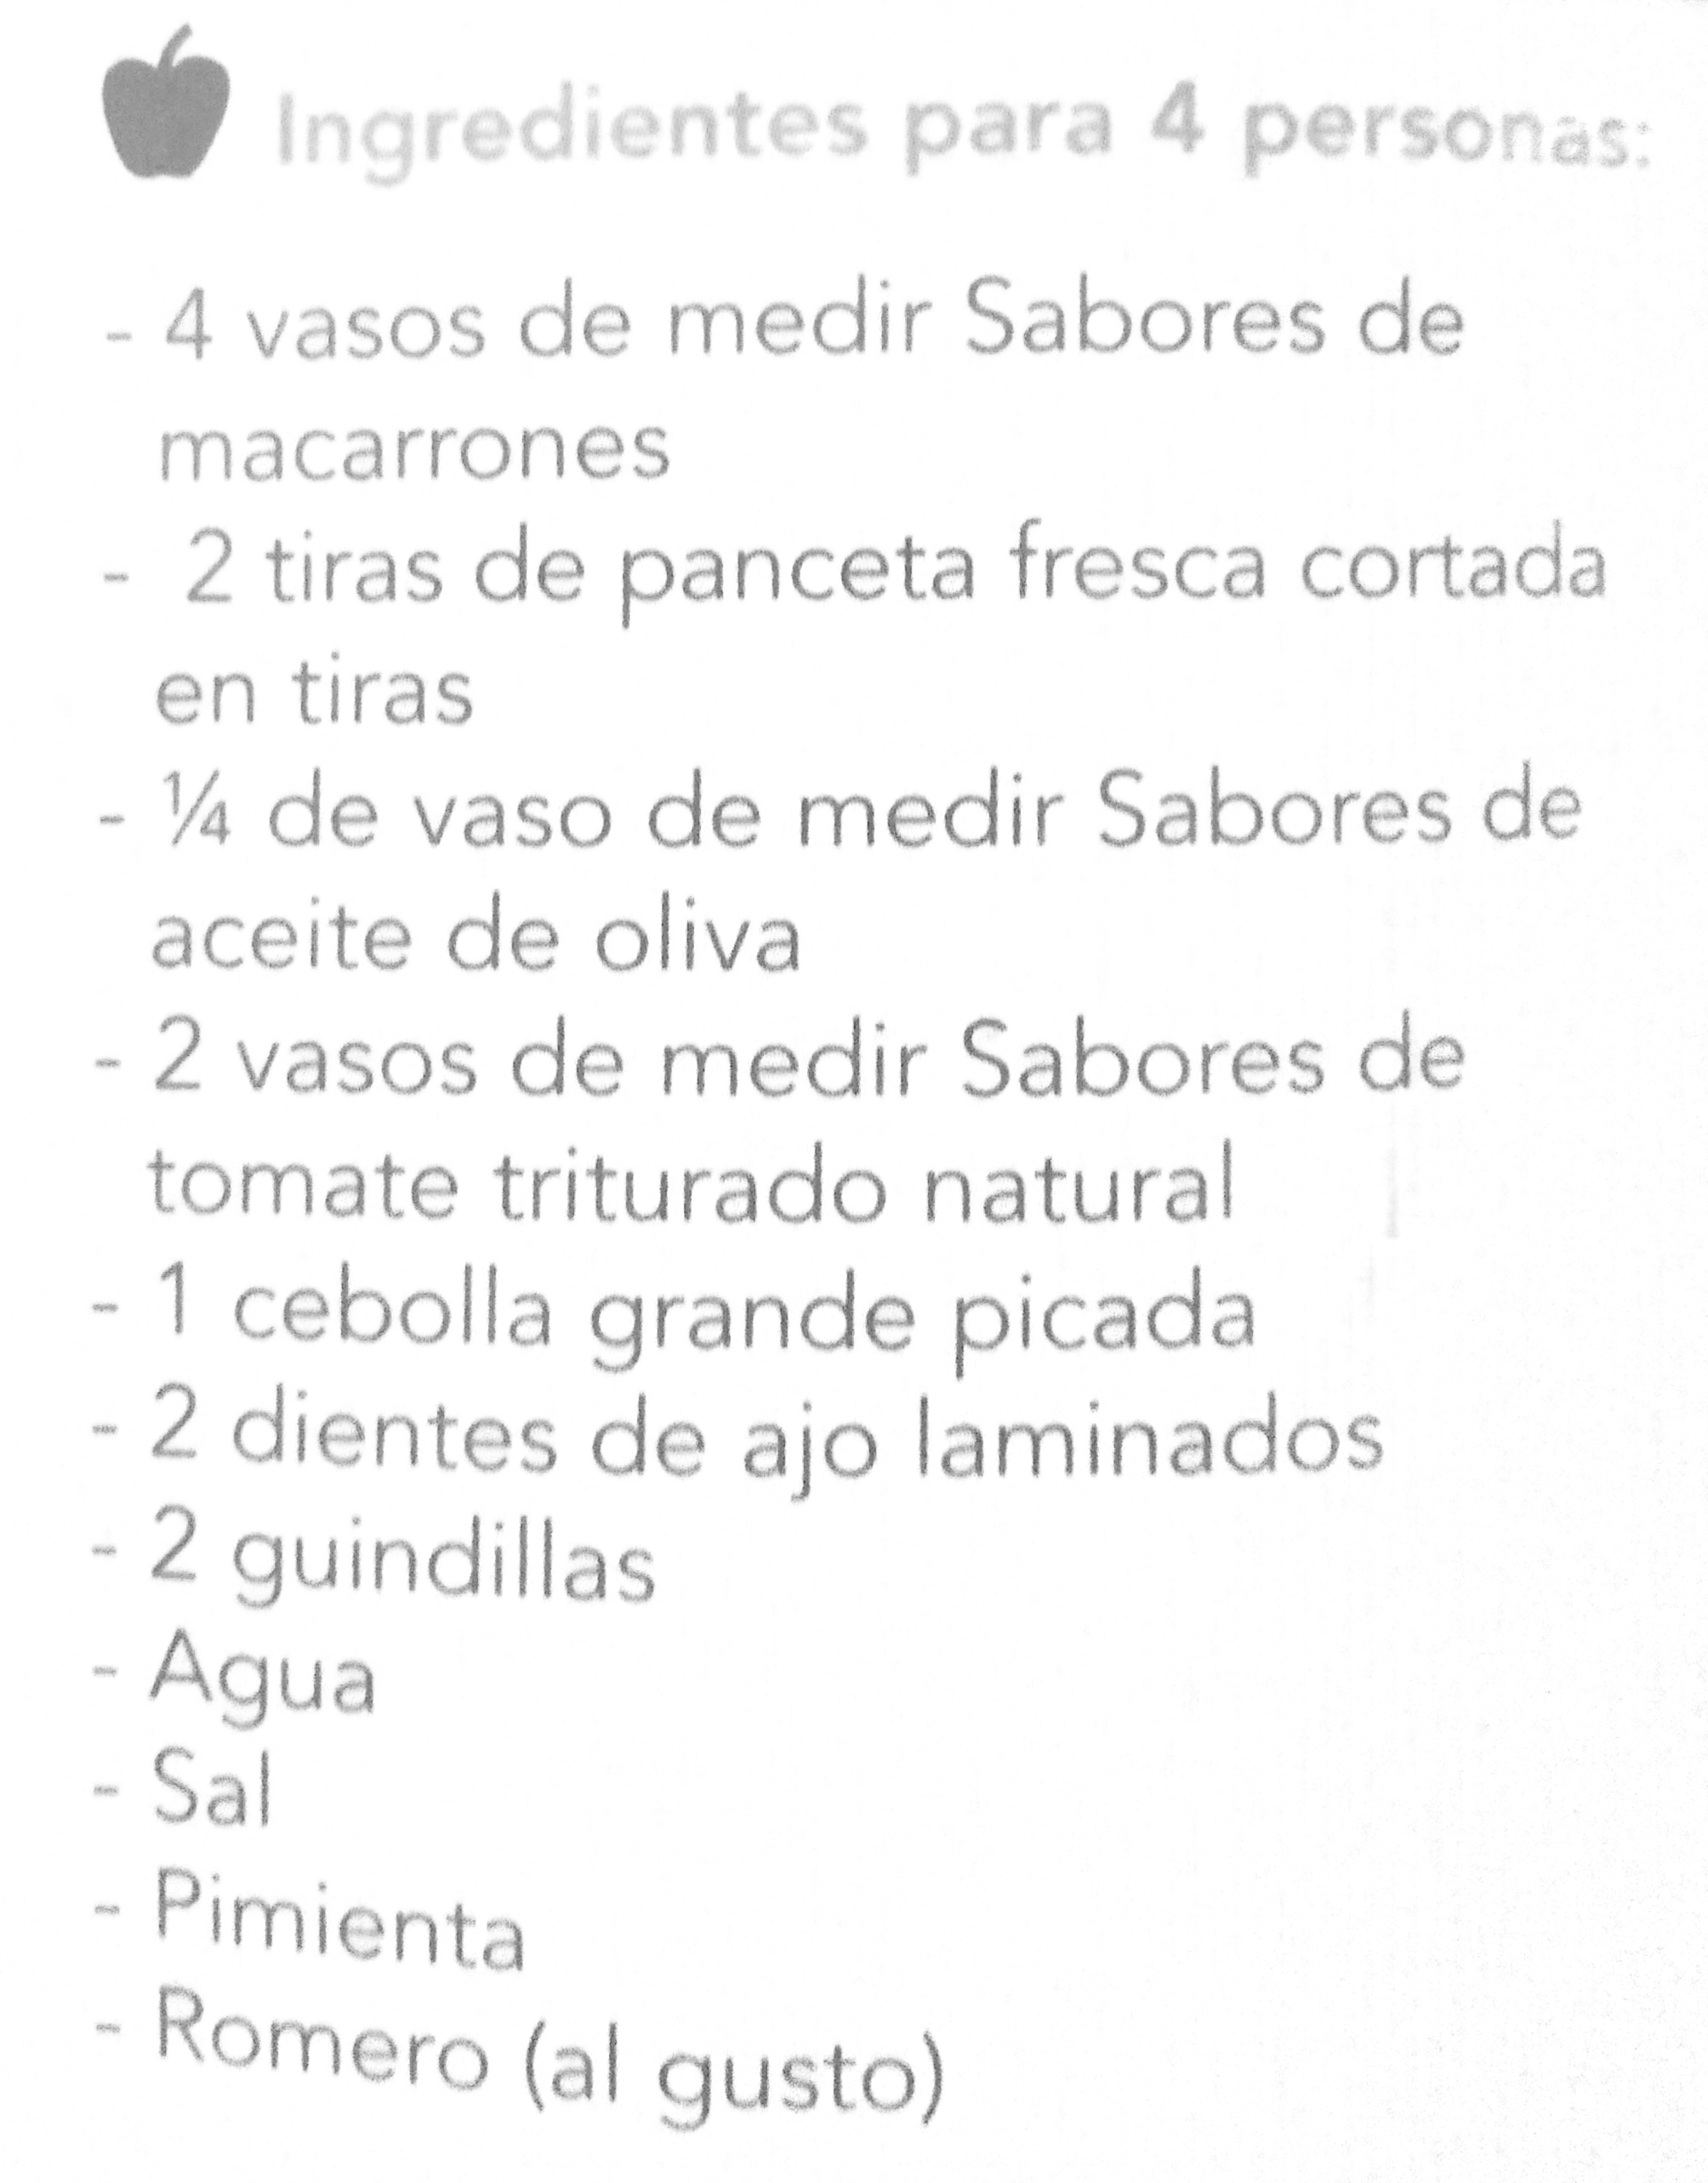 Ingredientes para 4 personas:
- 4 vasos de medir Sabores de
macarrones
- 2 tiras de panceta fresca cortada
en tiras
- ¼ de vaso de medir Sabores de
aceite de oliva
- 2 vasos de medir Sabores de
tomate triturado natural
- 1 cebolla grande picada
- 2 dientes de ajo laminados
- 2 guindillas
- Agua
- Sal
- Pimienta
- Romero (al gusto)